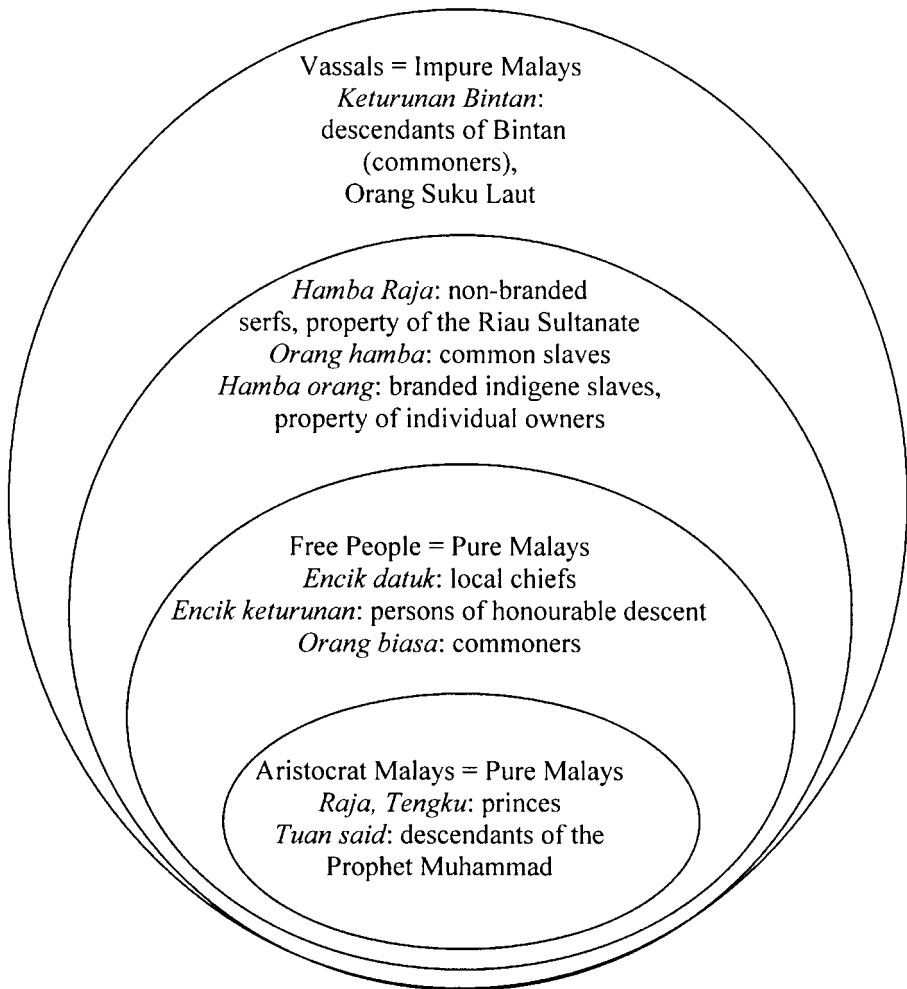 Vassals = Impure Malays
Keturunan Bintan:
descendants of Bintan
(commoners),
Orang Suku Laut
Hamba Raja: non-branded
serfs, property of the Riau Sultanate
Orang hamba: common slaves
Hamba orang: branded indigene slaves,
property of individual owners
Free People = Pure Malays
Encik datuk: local chiefs
Encik keturunan: persons of honourable descent
Orang biasa: commoners
Aristocrat Malays = Pure Malays
Raja, Tengku: princes
Tuan said: descendants of the
Prophet Muhammad